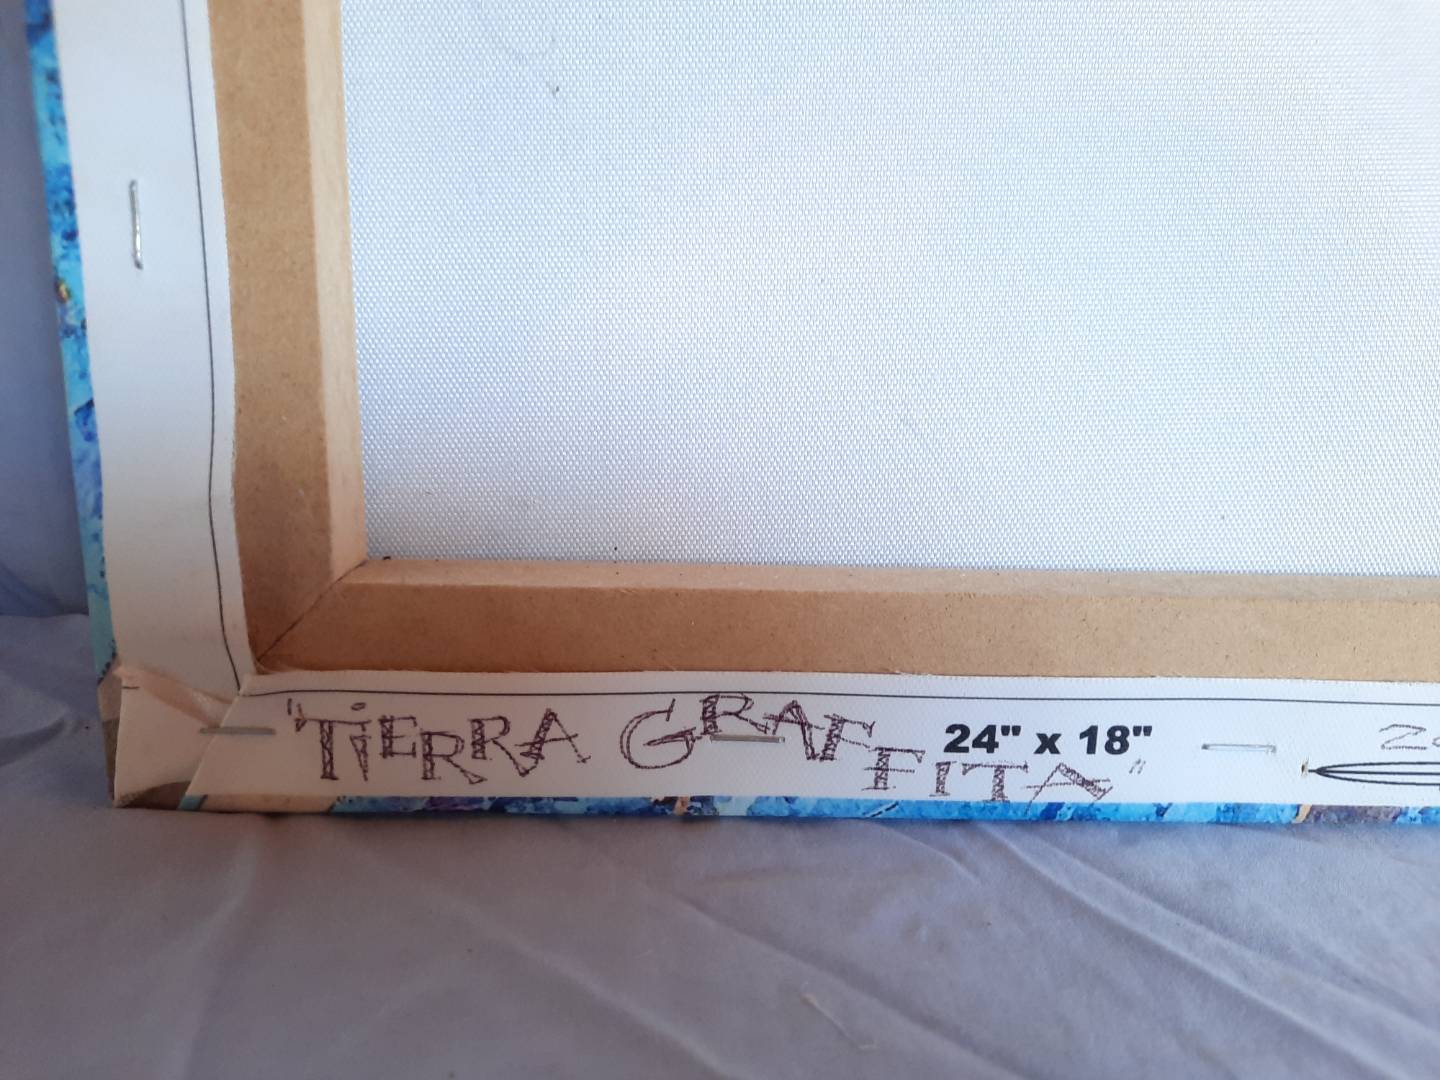 "TIERRA GRAFFITA"
24" x 18"